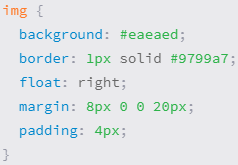 img {
  background: #eaeaed;
  border: 1px solid #9799a7;
  float: right;
  margin: 8px 0 0 20px;
  padding: 4px;
}